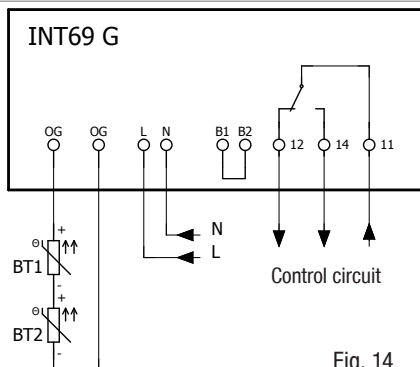 INT69 G
OG OG L N B1 B2 12 14 11
+
N
Θ
L
BT1
Control circuit
-
+
Θ
BT2
-
Fig. 14